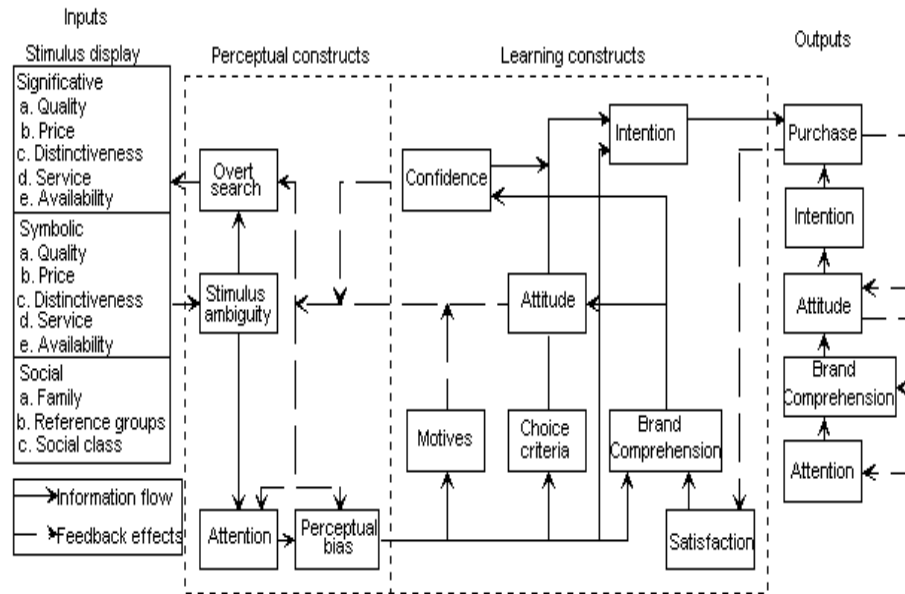 Inputs
Stimulus display
Significative
a. Quality
b. Price
c. Distinctiveness
d. Service
e. Availability
Symbolic
a. Quality
b. Price
c. Distinctiveness
d. Service
e. Availability
Social
a. Family
b. Reference groups
c. Social class
Information flow
Feedback effects
Perceptual constructs
Overt
search
Stimulus
ambiguity
Attention
Perceptual
bias
Learning constructs
Confidence
Intention
Attitude
Motives
Choice
criteria
Brand
Comprehension
Satisfaction
Outputs
Purchase
Intention
Attitude
Brand
Comprehension
Attention